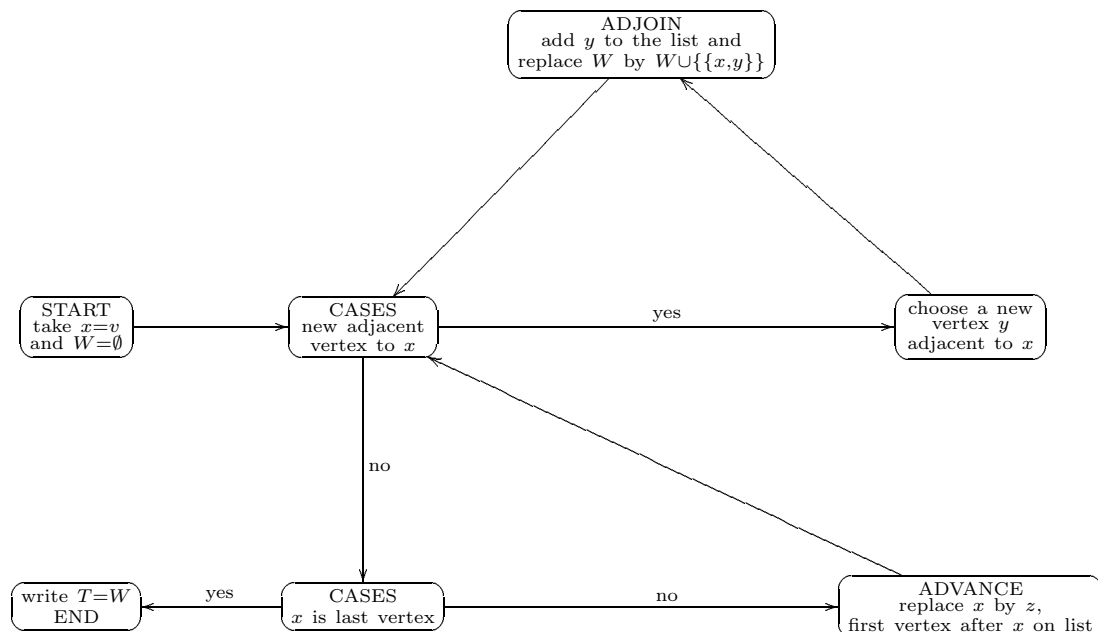 ADJOIN
add y to the list and
replace W by W∪{{x,y}}
START
take x=v
and W=∅
CASES
new adjacent
vertex to x
yes
choose a new
vertex y
adjacent to x
no
write T=W
END
yes
CASES
x is last vertex
no
ADVANCE
replace x by z,
first vertex after x on list